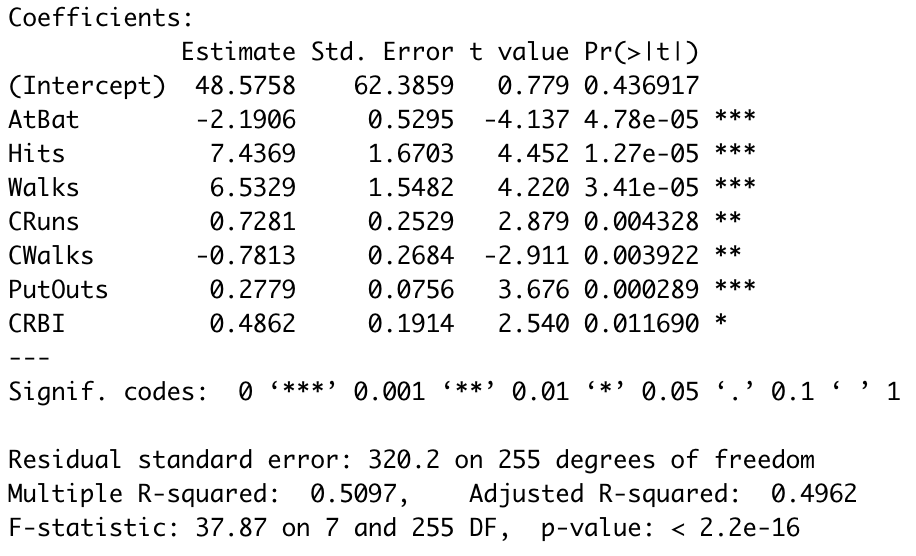 Coefficients:
             Estimate Std. Error t value Pr(>|t|)
(Intercept)  48.5758    62.3859   0.779 0.436917
AtBat        -2.1906     0.5295  -4.137 4.78e-05 ***
Hits          7.4369     1.6703   4.452 1.27e-05 ***
Walks         6.5329     1.5482   4.220 3.41e-05 ***
CRuns         0.7281     0.2529   2.879 0.004328 **
CWalks       -0.7813     0.2684  -2.911 0.003922 **
PutOuts       0.2779     0.0756   3.676 0.000289 ***
CRBI          0.4862     0.1914   2.540 0.011690 *
---
Signif. codes:  0 ‘***’ 0.001 ‘**’ 0.01 ‘*’ 0.05 ‘.’ 0.1 ‘ ’ 1
Residual standard error: 320.2 on 255 degrees of freedom
Multiple R-squared:  0.5097,    Adjusted R-squared:  0.4962
F-statistic: 37.87 on 7 and 255 DF,  p-value: < 2.2e-16